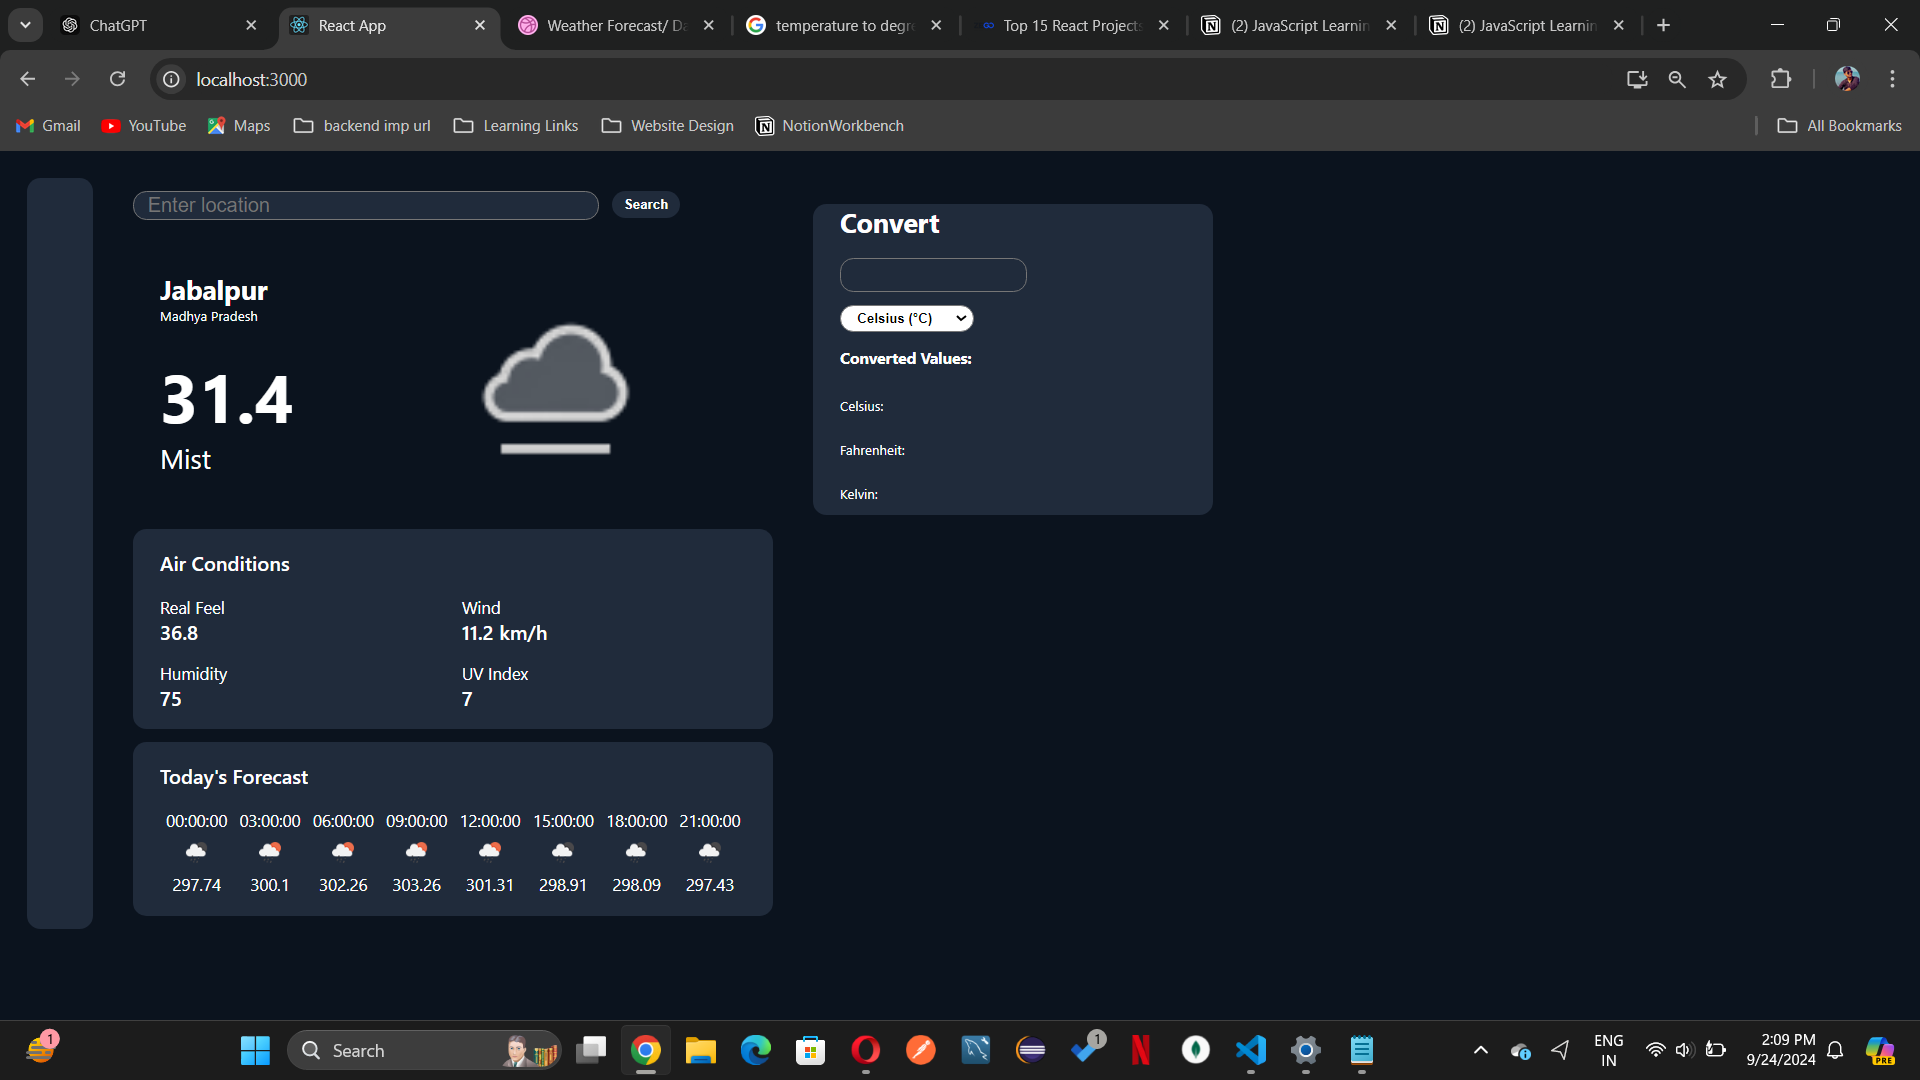 ChatGPT
React App
Weather Forecast/ Da
temperature to degre
Top 15 React Projects
(2) JavaScript Learnin
(2) JavaScript Learnin
localhost:3000
Gmail
YouTube
Maps
backend imp url
Learning Links
Website Design
NotionWorkbench
All Bookmarks
Enter location
Search
Jabalpur
Madhya Pradesh
31.4
Mist
Convert
Celsius (°C)
Converted Values:
Celsius:
Fahrenheit:
Kelvin:
Air Conditions
Real Feel
36.8
Wind
11.2 km/h
Humidity
75
UV Index
7
Today's Forecast
00:00:00 03:00:00 06:00:00 09:00:00 12:00:00 15:00:00 18:00:00 21:00:00
297.74 300.1 302.26 303.26 301.31 298.91 298.09 297.43
1
Search
1
ENG
IN
2:09 PM
9/24/2024
PRE